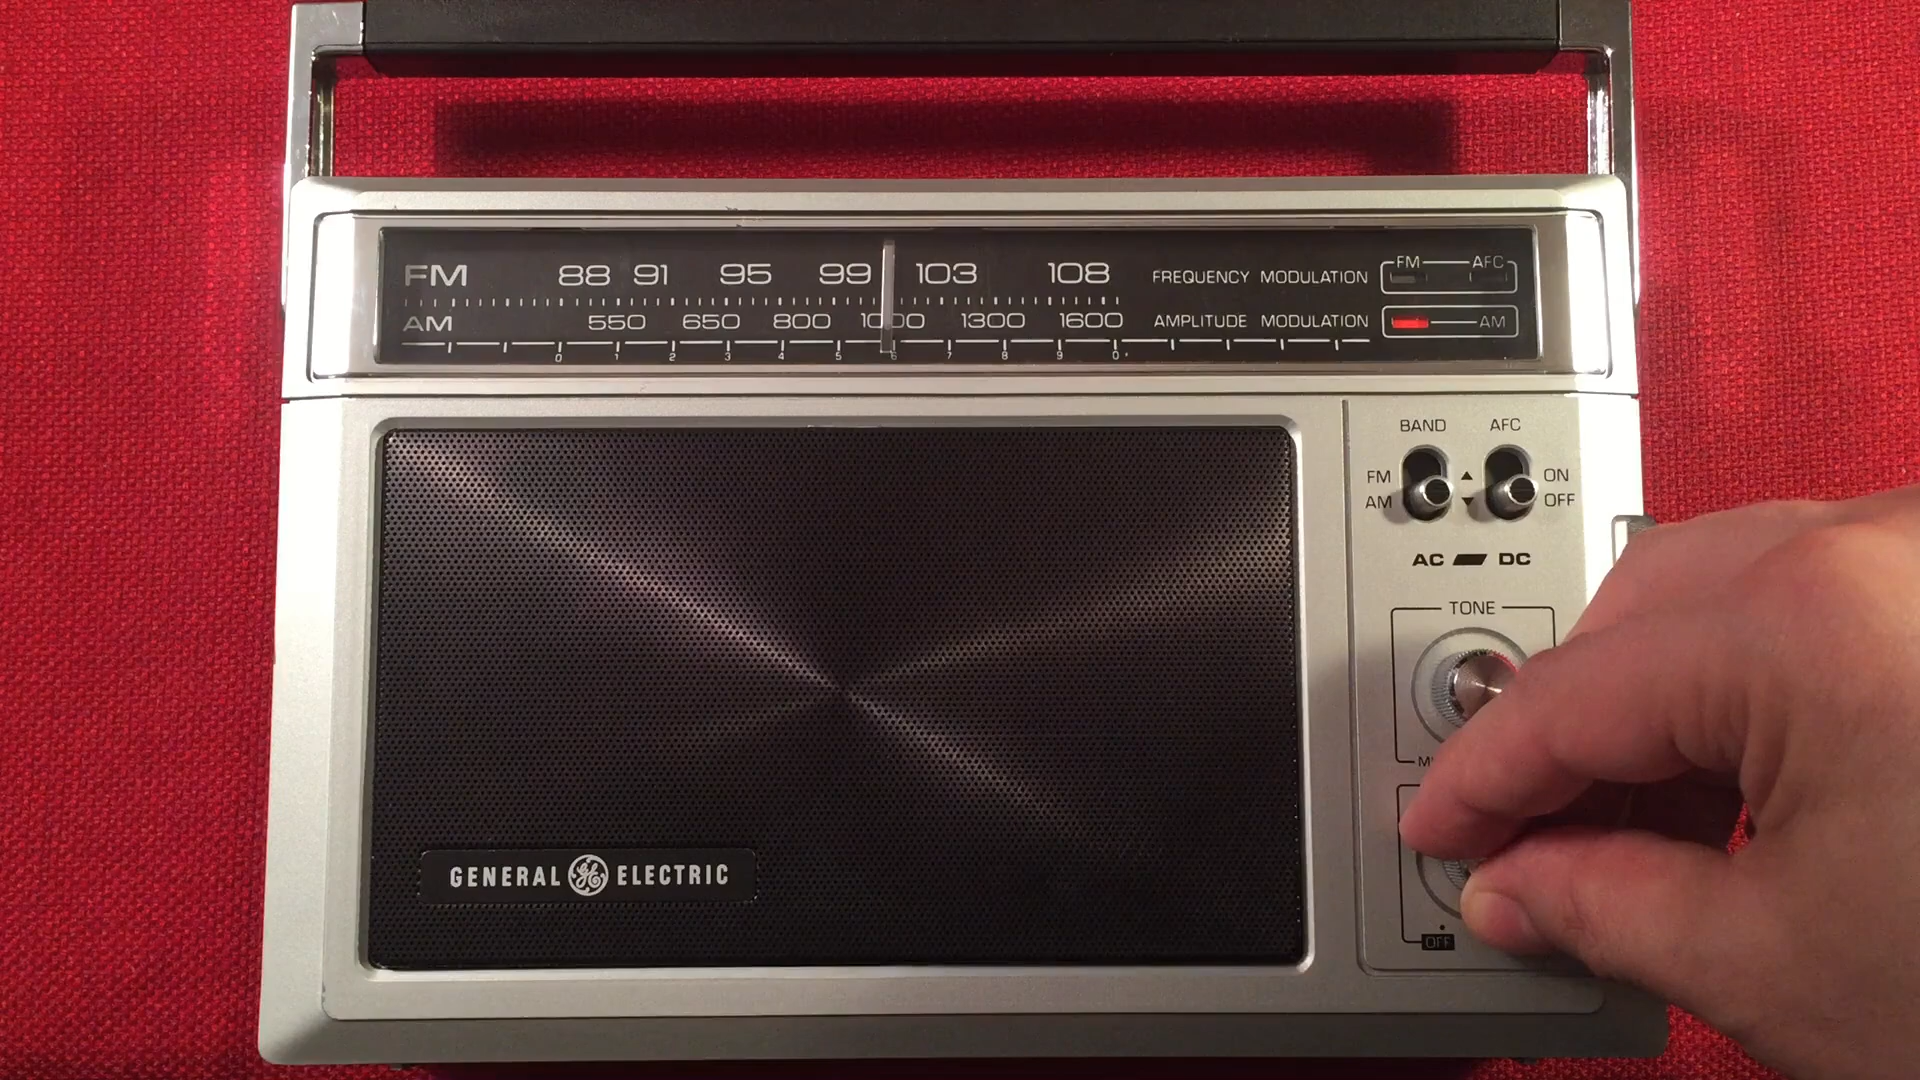 FM 88 91 95 99 103 108 FREQUENCY MODULATION FM AFC
AM 550 650 800 1000 1300 1600 AMPLITUDE MODULATION AM
0 1 2 3 4 5 6 7 8 9 0
BAND AFC
FM ON
AM OFF
AC DC
TONE
OFF
GENERAL GE ELECTRIC